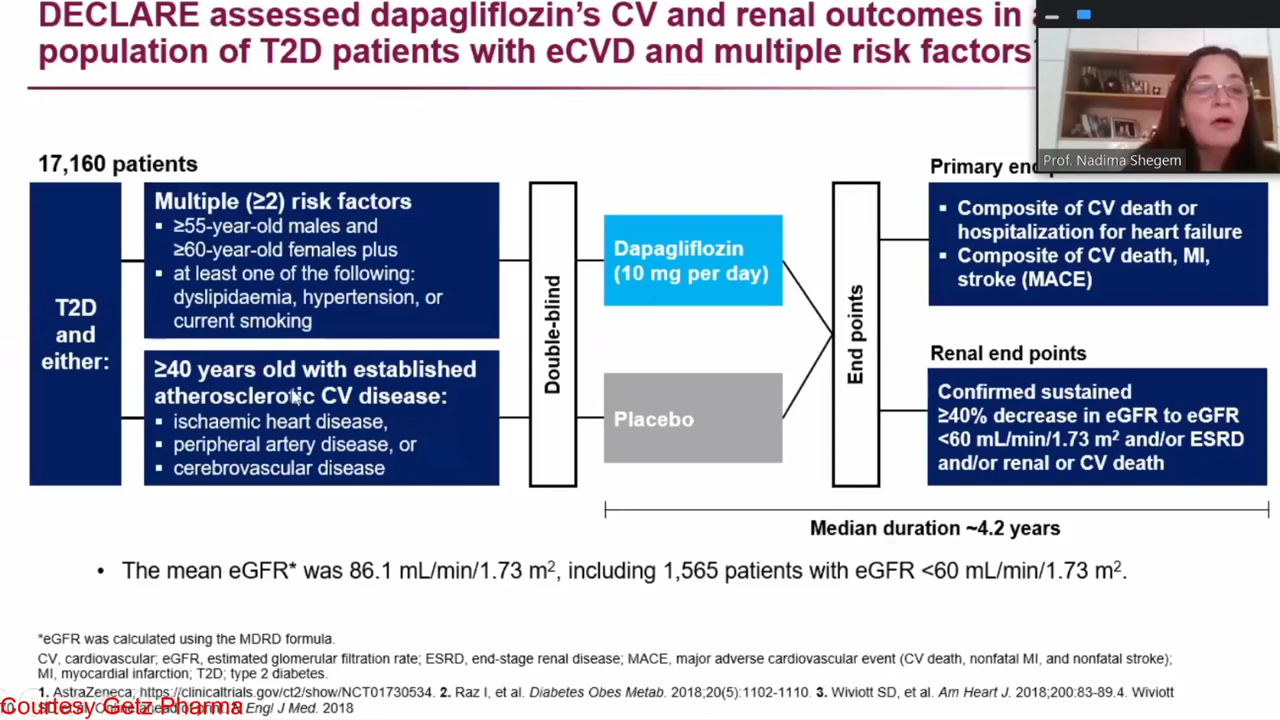 DECLARE assessed dapagliflozin's CV and renal outcomes in
population of T2D patients with eCVD and multiple risk factors
Prof. Nadima Shegem
17,160 patients
T2D
and
either:
Multiple (≥2) risk factors
▪ ≥55-year-old males and
≥60-year-old females plus
▪ at least one of the following:
dyslipidaemia, hypertension, or
current smoking
≥40 years old with established
atherosclerotic CV disease:
▪ ischaemic heart disease,
▪ peripheral artery disease, or
▪ cerebrovascular disease
Double-blind
Dapagliflozin
(10 mg per day)
Placebo
End points
Primary
▪ Composite of CV death or
hospitalization for heart failure
▪ Composite of CV death, MI,
stroke (MACE)
Renal end points
Confirmed sustained
≥40% decrease in eGFR to eGFR
<60 mL/min/1.73 m² and/or ESRD
and/or renal or CV death
Median duration ~4.2 years
• The mean eGFR* was 86.1 mL/min/1.73 m², including 1,565 patients with eGFR <60 mL/min/1.73 m².
*eGFR was calculated using the MDRD formula.
CV, cardiovascular; eGFR, estimated glomerular filtration rate; ESRD, end-stage renal disease; MACE, major adverse cardiovascular event (CV death, nonfatal MI, and nonfatal stroke);
MI, myocardial infarction; T2D; type 2 diabetes.
1. AstraZeneca; https://clinicaltrials.gov/ct2/show/NCT01730534. 2. Raz I, et al. Diabetes Obes Metab. 2018;20(5):1102-1110. 3. Wiviott SD, et al. Am Heart J. 2018;200:83-89.4. Wiviott
Engl J Med. 2018
Courtesy Getz Pharma